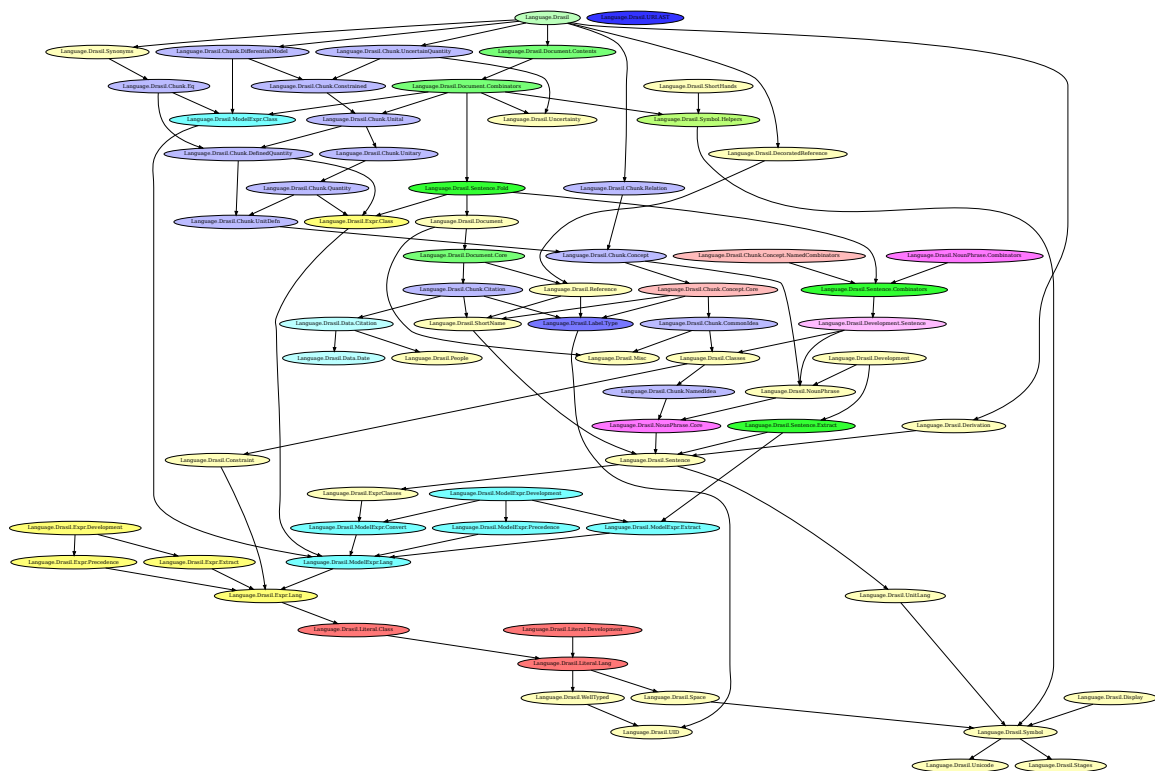 Language.Drasil
Language.Drasil.URLAST
Language.Drasil.Synonyms
Language.Drasil.Chunk.DifferentialModel
Language.Drasil.Chunk.UncertainQuantity
Language.Drasil.Document.Contents
Language.Drasil.Chunk.Eq
Language.Drasil.Chunk.Constrained
Language.Drasil.Document.Combinators
Language.Drasil.ShortHands
Language.Drasil.ModelExpr.Class
Language.Drasil.Chunk.Unital
Language.Drasil.Uncertainty
Language.Drasil.Symbol.Helpers
Language.Drasil.Chunk.DefinedQuantity
Language.Drasil.Chunk.Unitary
Language.Drasil.DecoratedReference
Language.Drasil.Chunk.Quantity
Language.Drasil.Sentence.Fold
Language.Drasil.Chunk.Relation
Language.Drasil.Chunk.UnitDefn
Language.Drasil.Expr.Class
Language.Drasil.Document
Language.Drasil.Document.Core
Language.Drasil.Chunk.Concept
Language.Drasil.Chunk.Concept.NamedCombinators
Language.Drasil.NounPhrase.Combinators
Language.Drasil.Chunk.Citation
Language.Drasil.Reference
Language.Drasil.Chunk.Concept.Core
Language.Drasil.Sentence.Combinators
Language.Drasil.Data.Citation
Language.Drasil.ShortName
Language.Drasil.Label.Type
Language.Drasil.Chunk.CommonIdea
Language.Drasil.Development.Sentence
Language.Drasil.Data.Date
Language.Drasil.People
Language.Drasil.Misc
Language.Drasil.Classes
Language.Drasil.Development
Language.Drasil.Chunk.NamedIdea
Language.Drasil.NounPhrase
Language.Drasil.NounPhrase.Core
Language.Drasil.Sentence.Extract
Language.Drasil.Derivation
Language.Drasil.Constraint
Language.Drasil.Sentence
Language.Drasil.ExprClasses
Language.Drasil.ModelExpr.Development
Language.Drasil.Expr.Development
Language.Drasil.ModelExpr.Convert
Language.Drasil.ModelExpr.Precedence
Language.Drasil.ModelExpr.Extract
Language.Drasil.Expr.Precedence
Language.Drasil.Expr.Extract
Language.Drasil.ModelExpr.Lang
Language.Drasil.Expr.Lang
Language.Drasil.UnitLang
Language.Drasil.Literal.Class
Language.Drasil.Literal.Development
Language.Drasil.Literal.Lang
Language.Drasil.WellTyped
Language.Drasil.Space
Language.Drasil.Display
Language.Drasil.UID
Language.Drasil.Symbol
Language.Drasil.Unicode
Language.Drasil.Stages